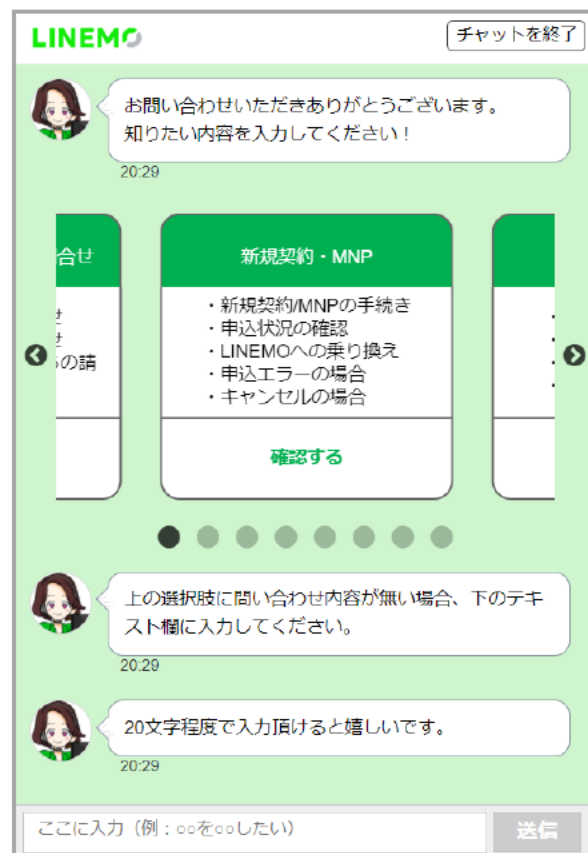 LINEMO
チャットを終了
お問い合わせいただきありがとうございます。
知りたい内容を入力してください！
20:29
合せ
せ
せ
の請
新規契約・MNP
・新規契約/MNPの手続き
・申込状況の確認
・LINEMOへの乗り換え
・申込エラーの場合
・キャンセルの場合
確認する
上の選択肢に問い合わせ内容が無い場合、下のテキ
スト欄に入力してください。
20:29
20文字程度で入力頂けると嬉しいです。
20:29
ここに入力（例：○○を○○したい）
送信